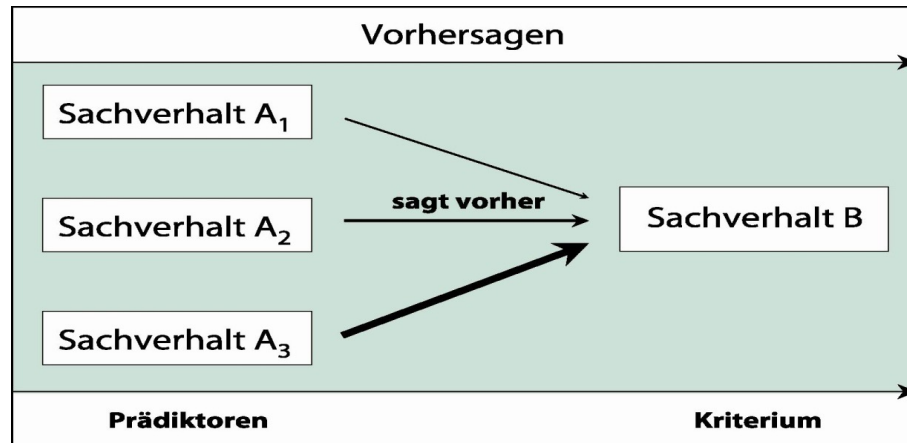 Vorhersagen
Sachverhalt A₁
sagt vorher
Sachverhalt A₂
Sachverhalt B
Sachverhalt A₃
Prädiktoren
Kriterium